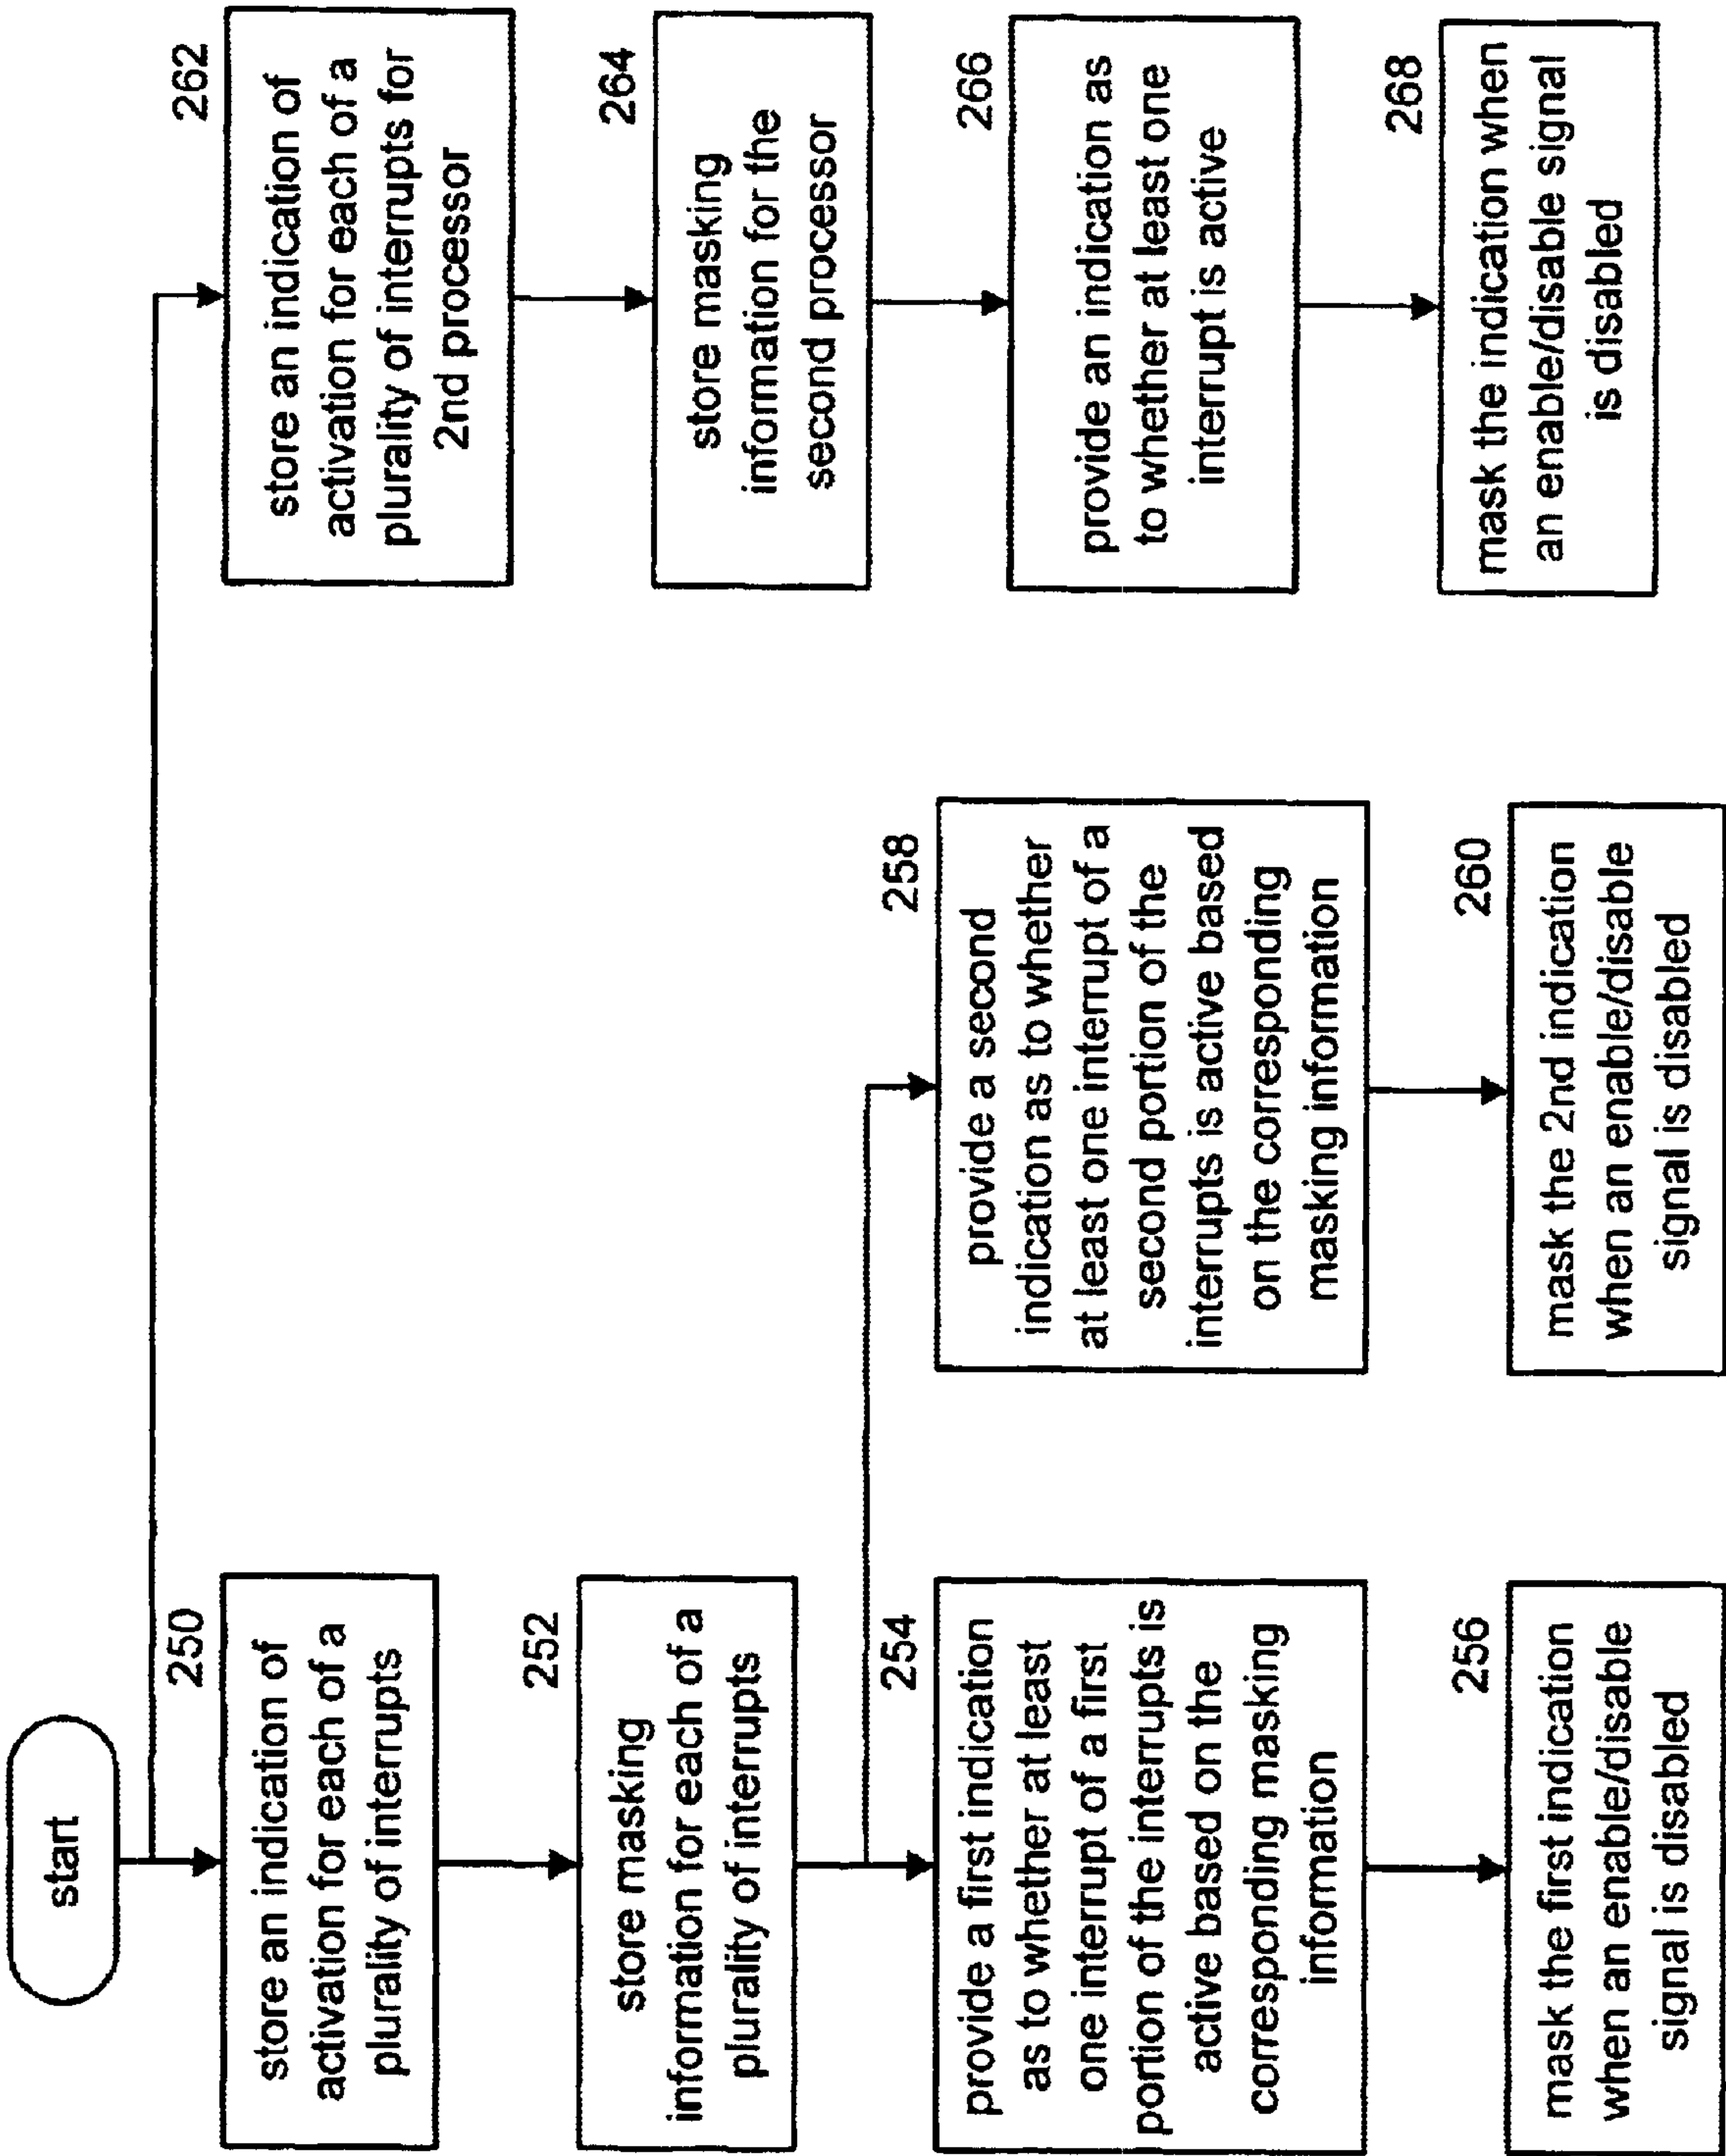 start
250
store an indication of
activation for each of a
plurality of interrupts
252
store masking
information for each of a
plurality of interrupts
254
provide a first indication
as to whether at least
one interrupt of a first
portion of the interrupts is
active based on the
corresponding masking
information
256
mask the first indication
when an enable/disable
signal is disabled
258
provide a second
indication as to whether
at least one interrupt of a
second portion of the
interrupts is active based
on the corresponding
masking information
260
mask the 2nd indication
when an enable/disable
signal is disabled
262
store an indication of
activation for each of a
plurality of interrupts for
2nd processor
264
store masking
information for the
second processor
266
provide an indication as
to whether at least one
interrupt is active
268
mask the indication when
an enable/disable signal
is disabled